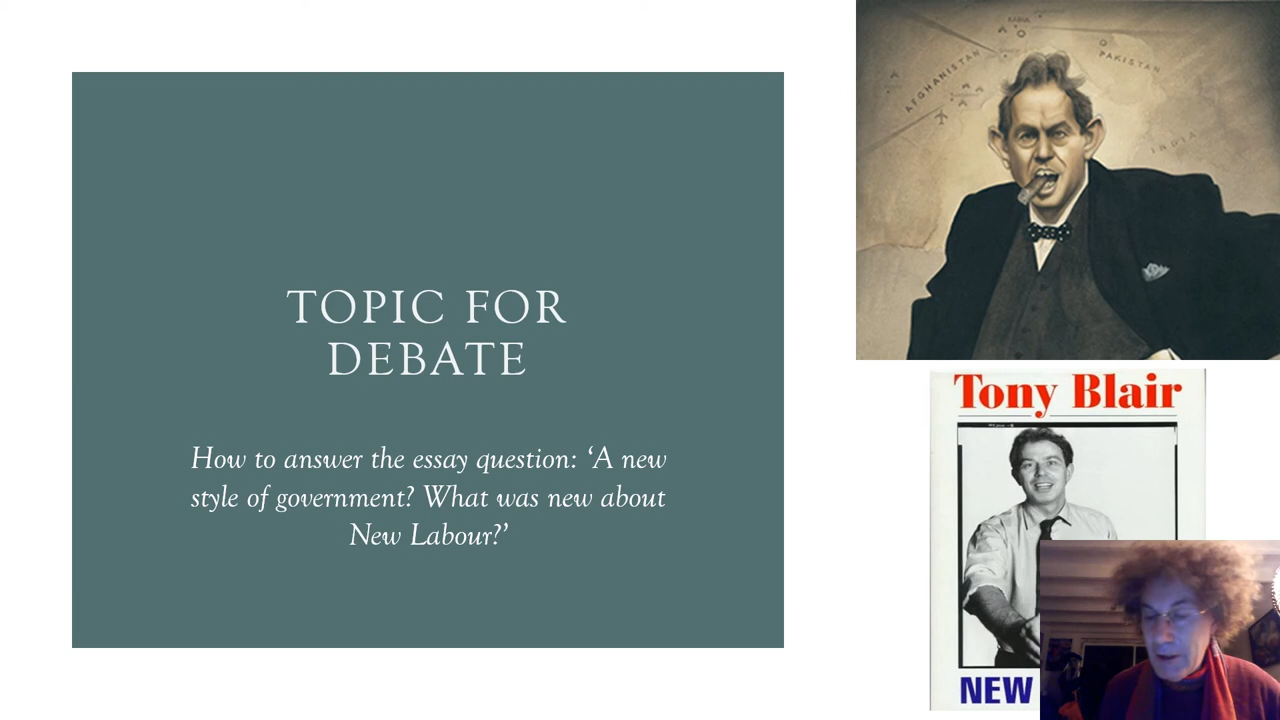 TOPIC FOR
DEBATE
How to answer the essay question: ‘A new
style of government? What was new about
New Labour?’
KABUL
AFGHANISTAN
PAKISTAN
INDIA
Tony Blair
NEW